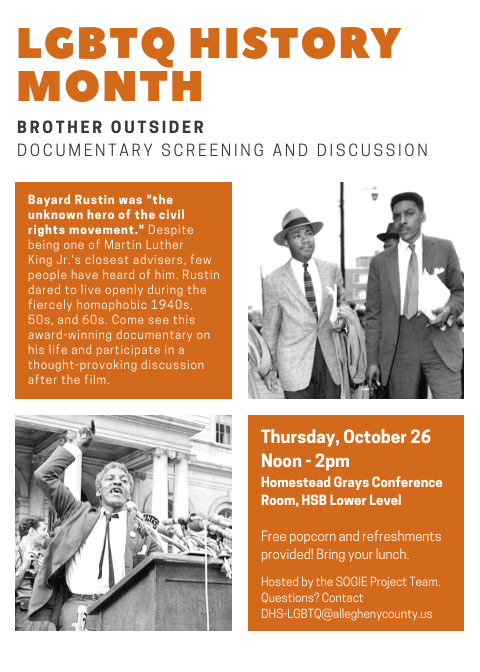 LGBTQ HISTORY
MONTH
BROTHER OUTSIDER
DOCUMENTARY SCREENING AND DISCUSSION
Bayard Rustin was "the
unknown hero of the civil
rights movement." Despite
being one of Martin Luther
King Jr.'s closest advisers, few
people have heard of him. Rustin
dared to live openly during the
fiercely homophobic 1940s,
50s, and 60s. Come see this
award-winning documentary on
his life and participate in a
thought-provoking discussion
after the film.
Thursday, October 26
Noon - 2pm
Homestead Grays Conference
Room, HSB Lower Level
Free popcorn and refreshments
provided! Bring your lunch.
Hosted by the SOGIE Project Team.
Questions? Contact
DHS-LGBTQ@alleghenycounty.us